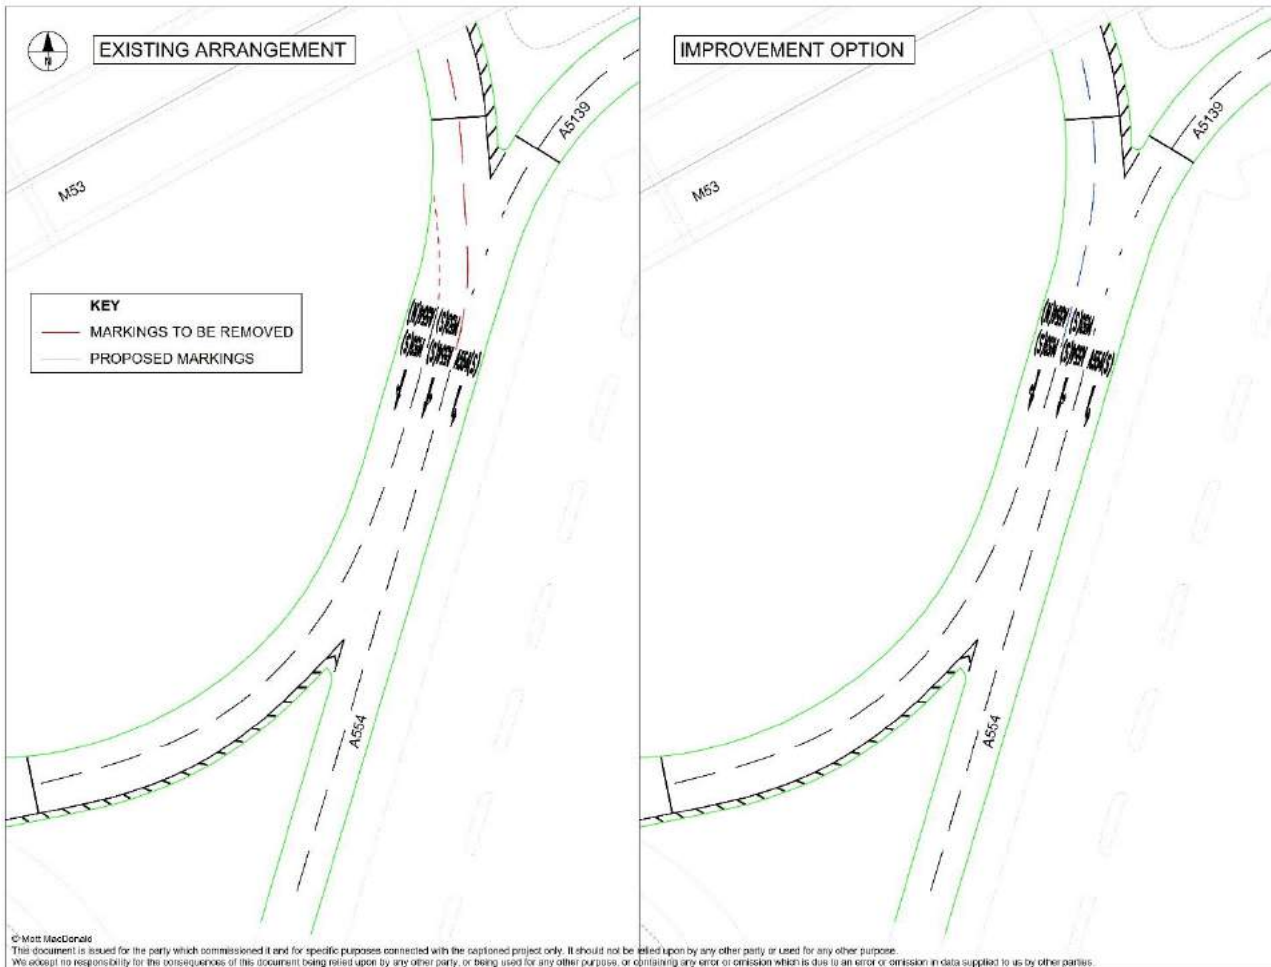 N
EXISTING ARRANGEMENT
A5139
M53
KEY
MARKINGS TO BE REMOVED
PROPOSED MARKINGS
A554
IMPROVEMENT OPTION
A5139
M53
A554
© Mott MacDonald
This document is issued for the party which commissioned it and for specific purposes connected with the captioned project only. It should not be relied upon by any other party or used for any other purpose.
We accept no responsibility for the consequences of this document being relied upon by any other party, or being used for any other purpose, or containing any error or omission which is due to an error or omission in data supplied to us by other parties.